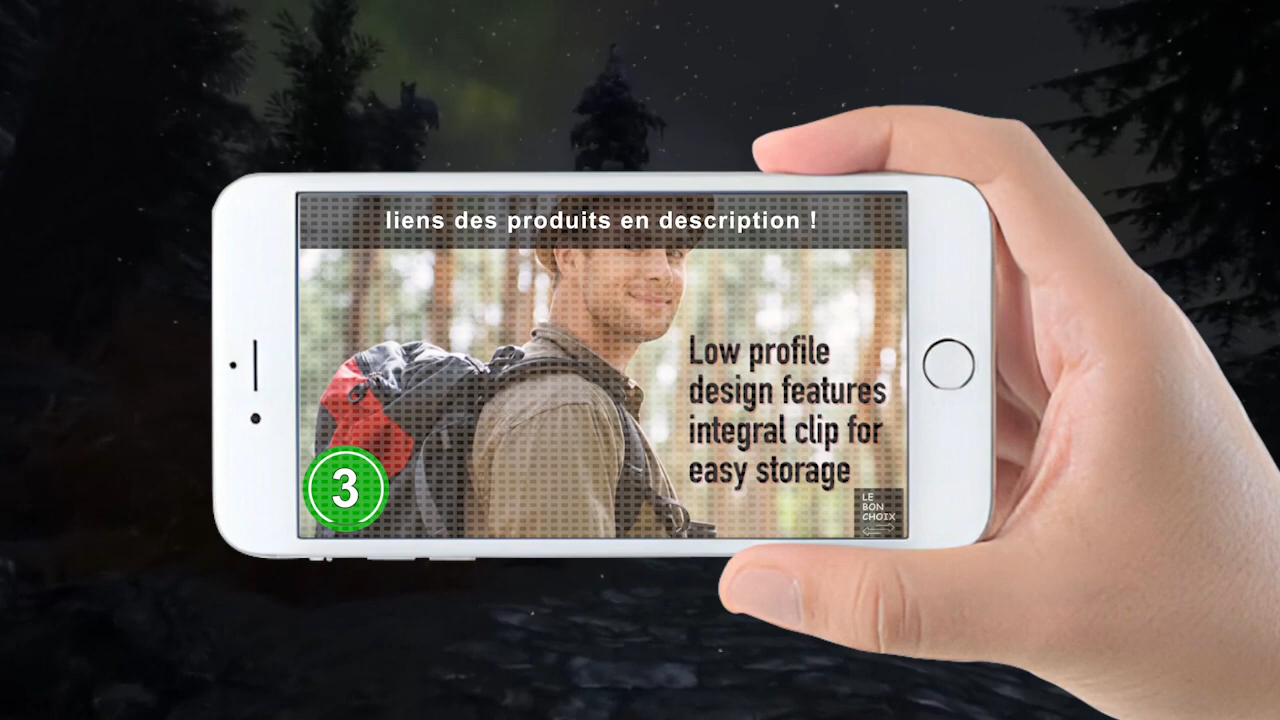 liens des produits en description !
Low profile
design features
integral clip for
easy storage
3
LE
BON
CHOIX